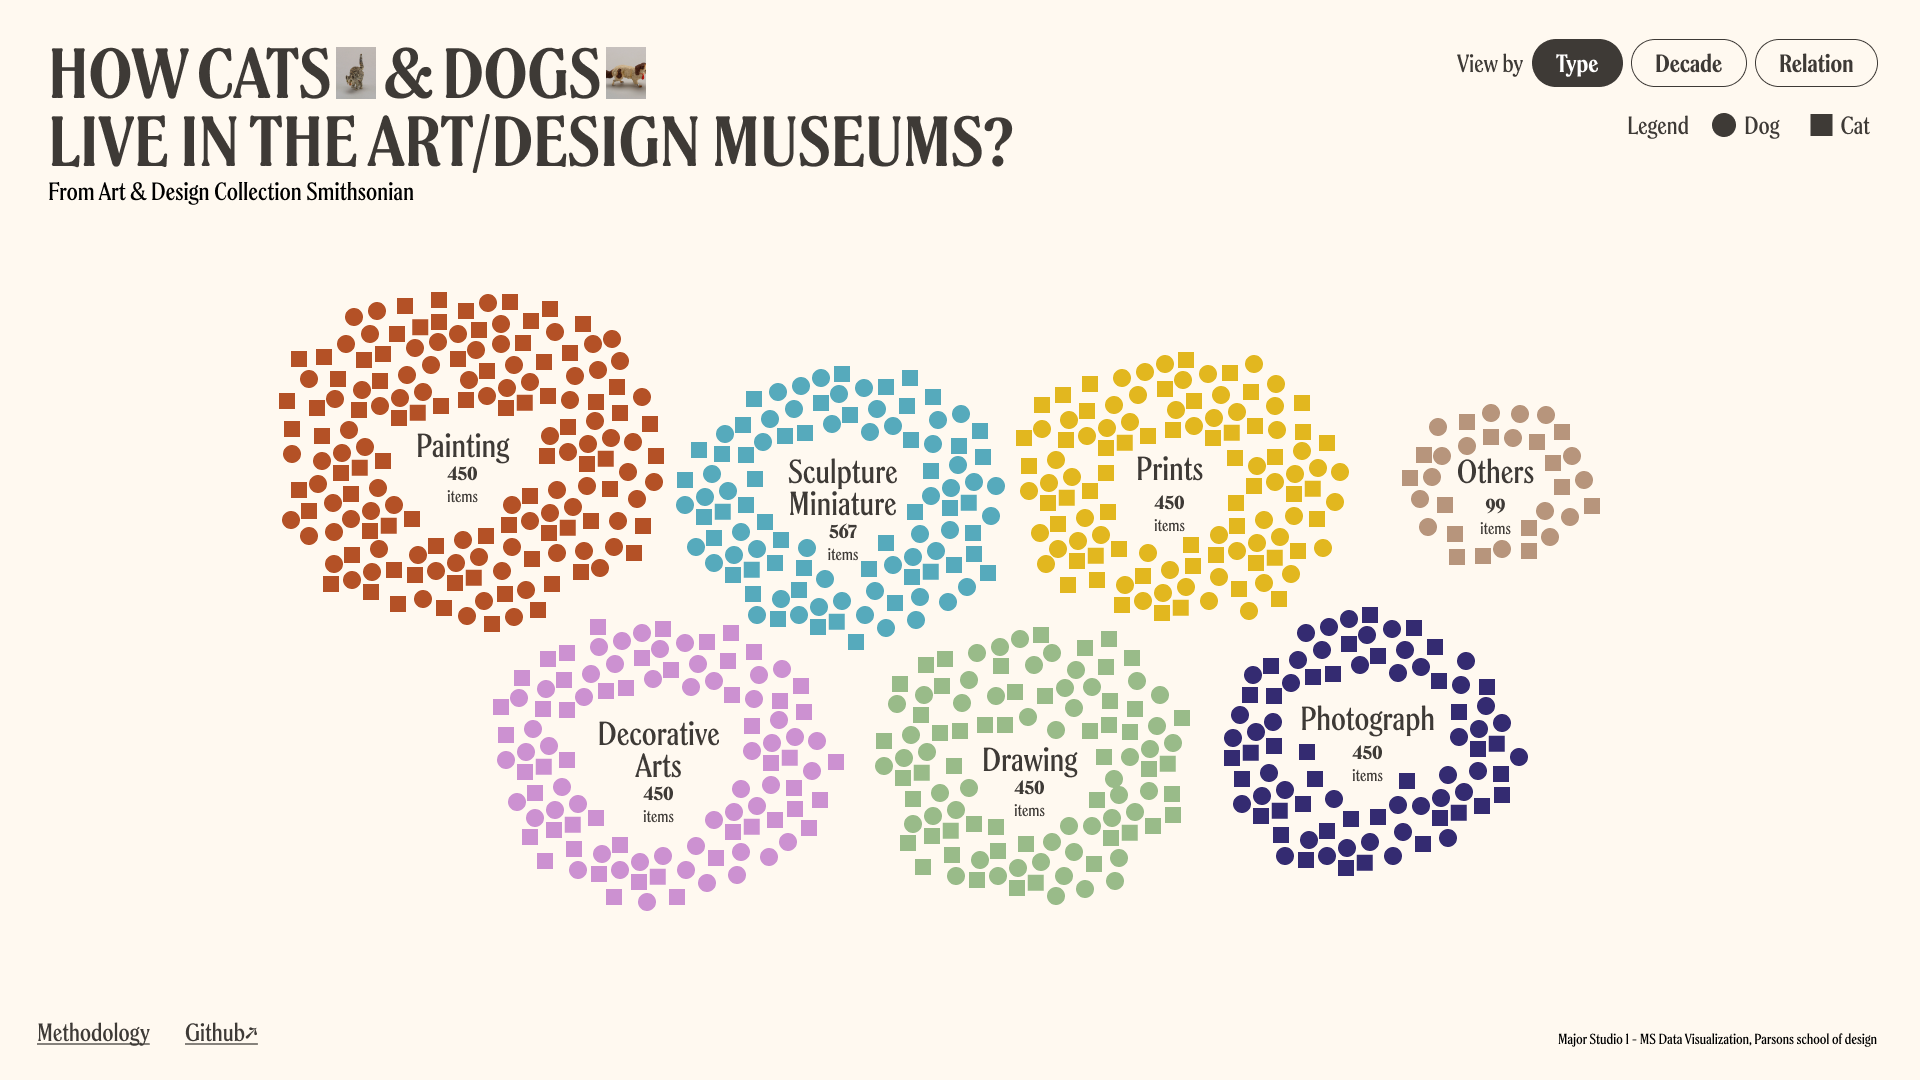 HOW CATS & DOGS
LIVE IN THE ART/DESIGN MUSEUMS?
From Art & Design Collection Smithsonian
View by Type Decade Relation
Legend Dog Cat
Painting
450
items
Sculpture
Miniature
567
items
Prints
450
items
Others
99
items
Decorative
Arts
450
items
Drawing
450
items
Photograph
450
items
Methodology Github↗
Major Studio 1 - MS Data Visualization, Parsons school of design